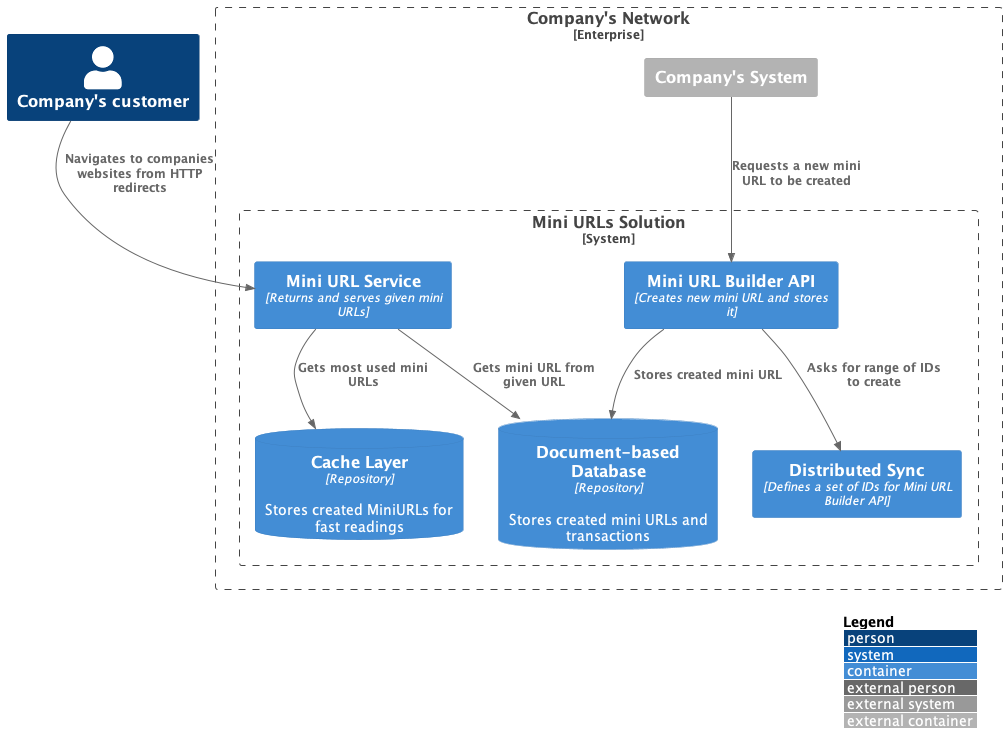 Company's Network
[Enterprise]
Company's customer
Company's System
Navigates to companies
websites from HTTP
redirects
Requests a new mini
URL to be created
Mini URLs Solution
[System]
Mini URL Service
[Returns and serves given mini
URLs]
Mini URL Builder API
[Creates new mini URL and stores
it]
Gets most used mini
URLs
Gets mini URL from
given URL
Stores created mini URL
Asks for range of IDs
to create
Cache Layer
[Repository]
Stores created MiniURLs for
fast readings
Document-based
Database
[Repository]
Stores created mini URLs and
transactions
Distributed Sync
[Defines a set of IDs for Mini URL
Builder API]
Legend
person
system
container
external person
external system
external container